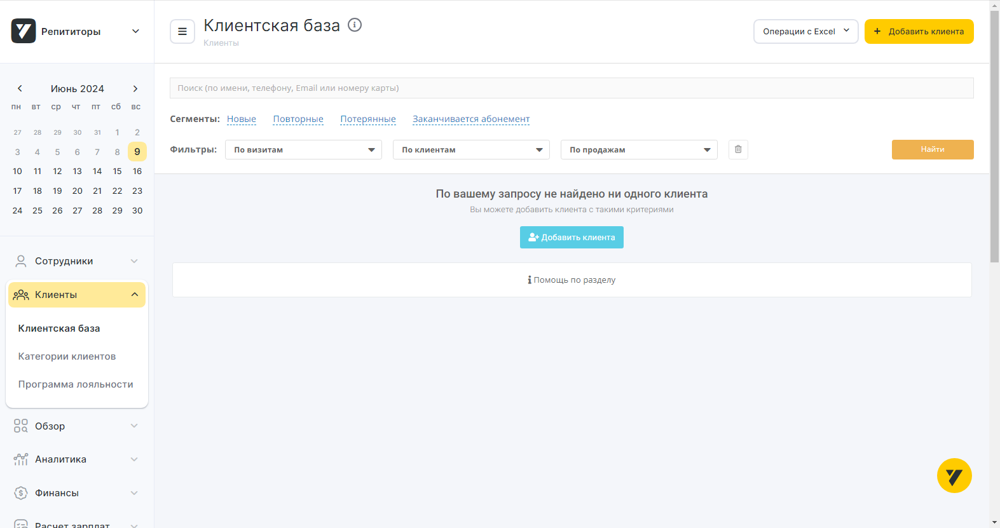 Репититоры
Июнь 2024
пн вт ср чт пт сб вс
27 28 29 30 31 1 2
3 4 5 6 7 8 9
10 11 12 13 14 15 16
17 18 19 20 21 22 23
24 25 26 27 28 29 30
Сотрудники
Клиенты
Клиентская база
Категории клиентов
Программа лояльности
Обзор
Аналитика
Финансы
Расчет зарплат
Клиентская база
Клиенты
Операции с Excel
+ Добавить клиента
Поиск (по имени, телефону, Email или номеру карты)
Сегменты: Новые Повторные Потерянные Заканчивается абонемент
Фильтры: По визитам По клиентам По продажам Найти
По вашему запросу не найдено ни одного клиента
Вы можете добавить клиента с такими критериями
Добавить клиента
Помощь по разделу